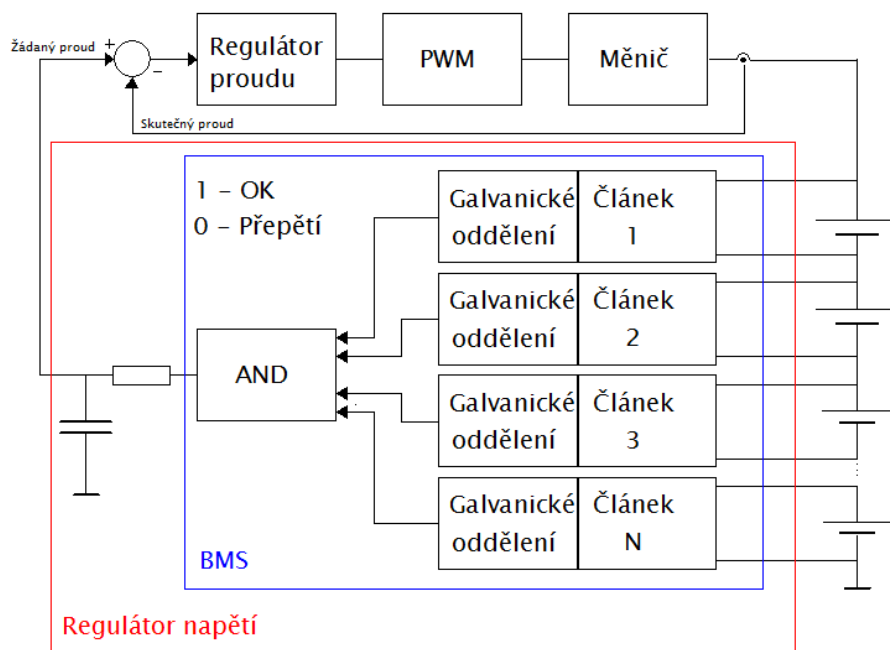 Žádaný proud
+
−
Regulátor
proudu
PWM
Měnič
Skutečný proud
1 – OK
0 – Přepětí
Galvanické
oddělení
Článek
1
Galvanické
oddělení
Článek
2
AND
Galvanické
oddělení
Článek
3
Galvanické
oddělení
Článek
N
BMS
Regulátor napětí